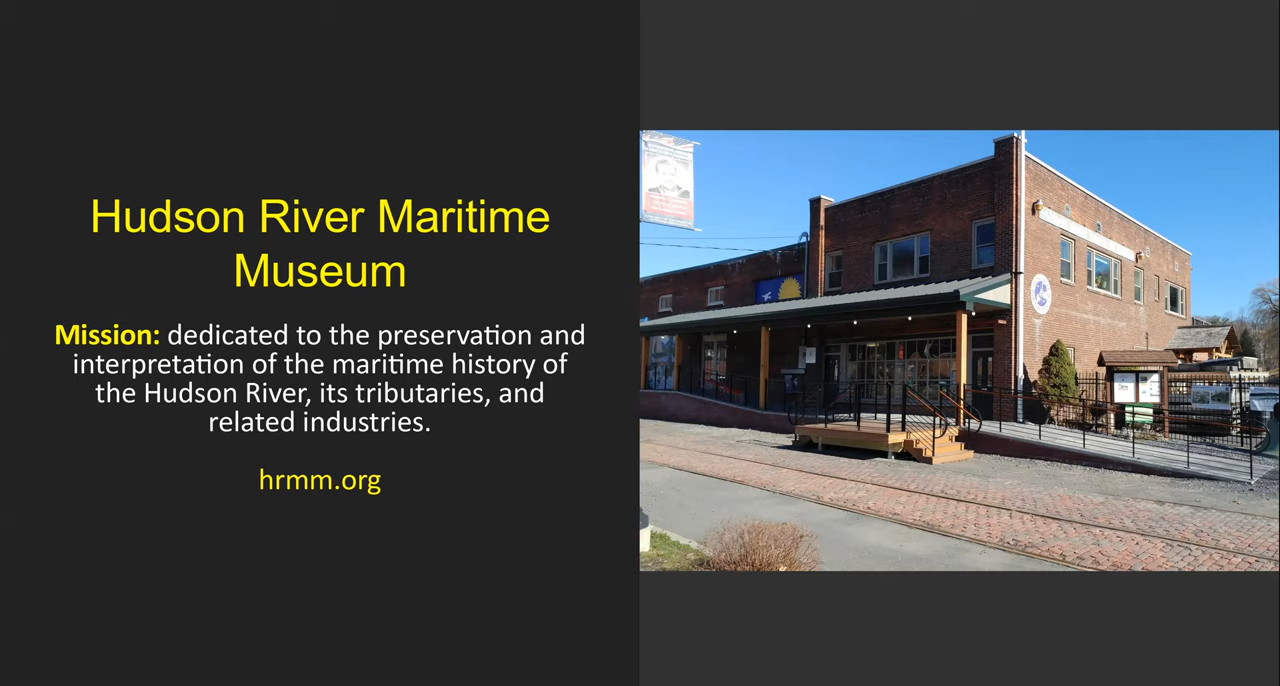 Hudson River Maritime
Museum
Mission: dedicated to the preservation and
interpretation of the maritime history of
the Hudson River, its tributaries, and
related industries.
hrmm.org